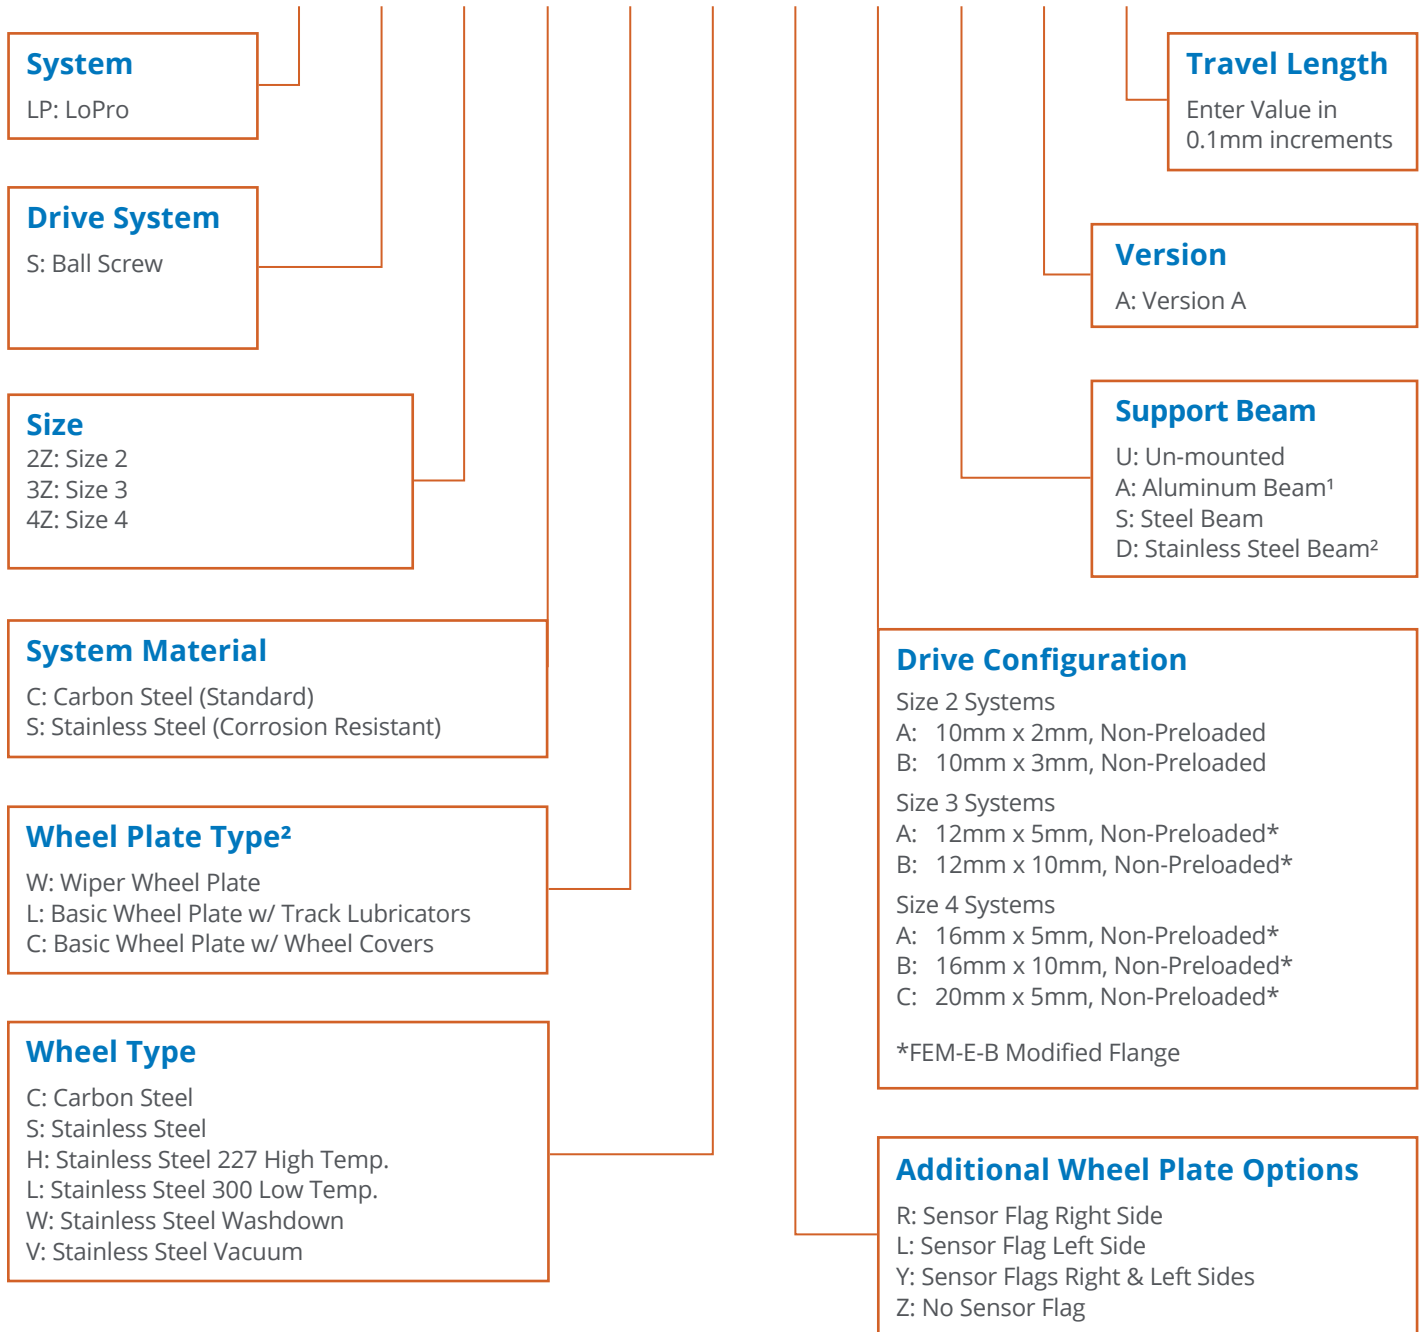 System
LP: LoPro
Drive System
S: Ball Screw
Size
2Z: Size 2
3Z: Size 3
4Z: Size 4
System Material
C: Carbon Steel (Standard)
S: Stainless Steel (Corrosion Resistant)
Wheel Plate Type²
W: Wiper Wheel Plate
L: Basic Wheel Plate w/ Track Lubricators
C: Basic Wheel Plate w/ Wheel Covers
Wheel Type
C: Carbon Steel
S: Stainless Steel
H: Stainless Steel 227 High Temp.
L: Stainless Steel 300 Low Temp.
W: Stainless Steel Washdown
V: Stainless Steel Vacuum
Travel Length
Enter Value in
0.1mm increments
Version
A: Version A
Support Beam
U: Un-mounted
A: Aluminum Beam¹
S: Steel Beam
D: Stainless Steel Beam²
Drive Configuration
Size 2 Systems
A: 10mm x 2mm, Non-Preloaded
B: 10mm x 3mm, Non-Preloaded
Size 3 Systems
A: 12mm x 5mm, Non-Preloaded*
B: 12mm x 10mm, Non-Preloaded*
Size 4 Systems
A: 16mm x 5mm, Non-Preloaded*
B: 16mm x 10mm, Non-Preloaded*
C: 20mm x 5mm, Non-Preloaded*
*FEM-E-B Modified Flange
Additional Wheel Plate Options
R: Sensor Flag Right Side
L: Sensor Flag Left Side
Y: Sensor Flags Right & Left Sides
Z: No Sensor Flag